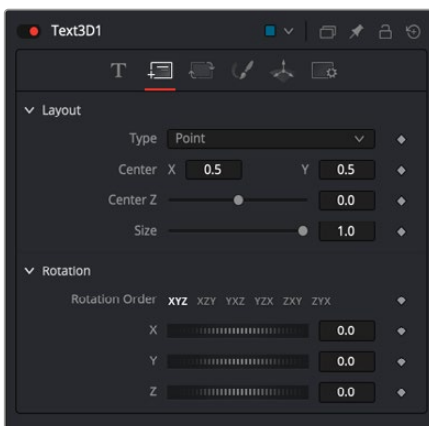 Text3D1
T
Layout
Type Point
Center X 0.5 Y 0.5
Center Z 0.0
Size 1.0
Rotation
Rotation Order XYZ XZY YXZ YZX ZXY ZYX
X 0.0
Y 0.0
Z 0.0